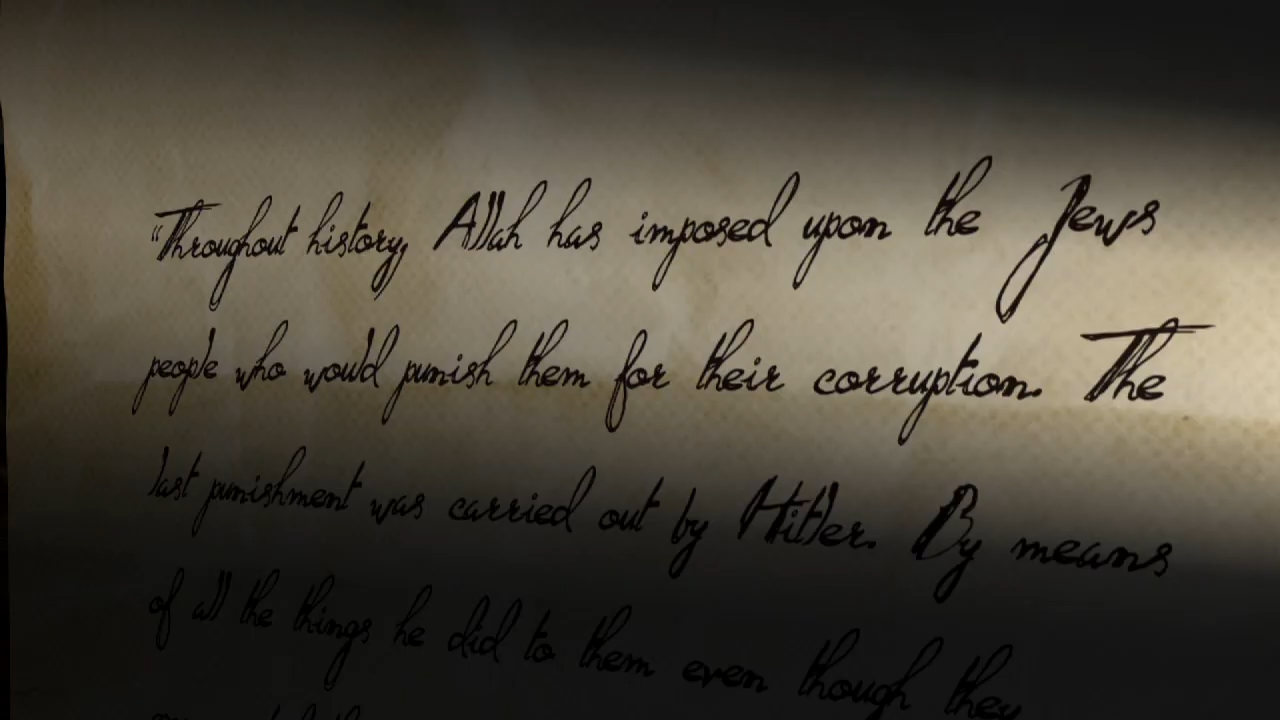 "Throughout history, Allah has imposed upon the Jews
people who would punish them for their corruption. The
last punishment was carried out by Hitler. By means
of all the things he did to them even though they